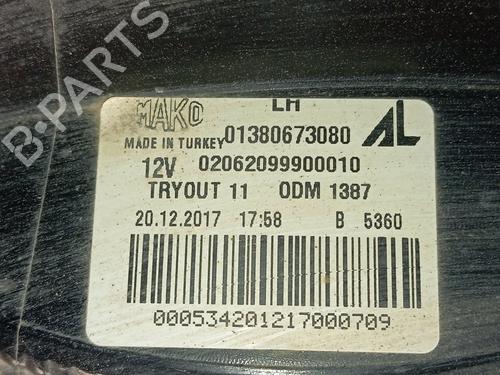 B-PARTS
LH
MAKO 01380673080 AL
MADE IN TURKEY
12V 02062099900010
TRYOUT 11 ODM 1387
20.12.2017 17:58 B 5360
000534201217000709